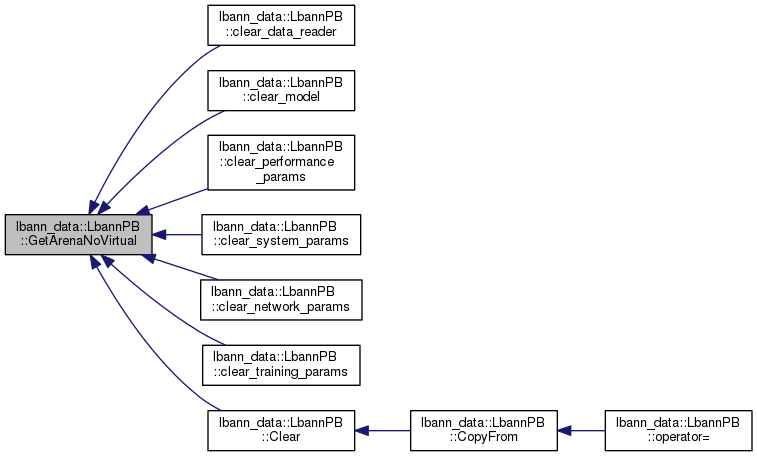 lbann_data::LbannPB
::clear_data_reader
lbann_data::LbannPB
::clear_model
lbann_data::LbannPB
::clear_performance
_params
lbann_data::LbannPB
::GetArenaNoVirtual
lbann_data::LbannPB
::clear_system_params
lbann_data::LbannPB
::clear_network_params
lbann_data::LbannPB
::clear_training_params
lbann_data::LbannPB
::Clear
lbann_data::LbannPB
::CopyFrom
lbann_data::LbannPB
::operator=